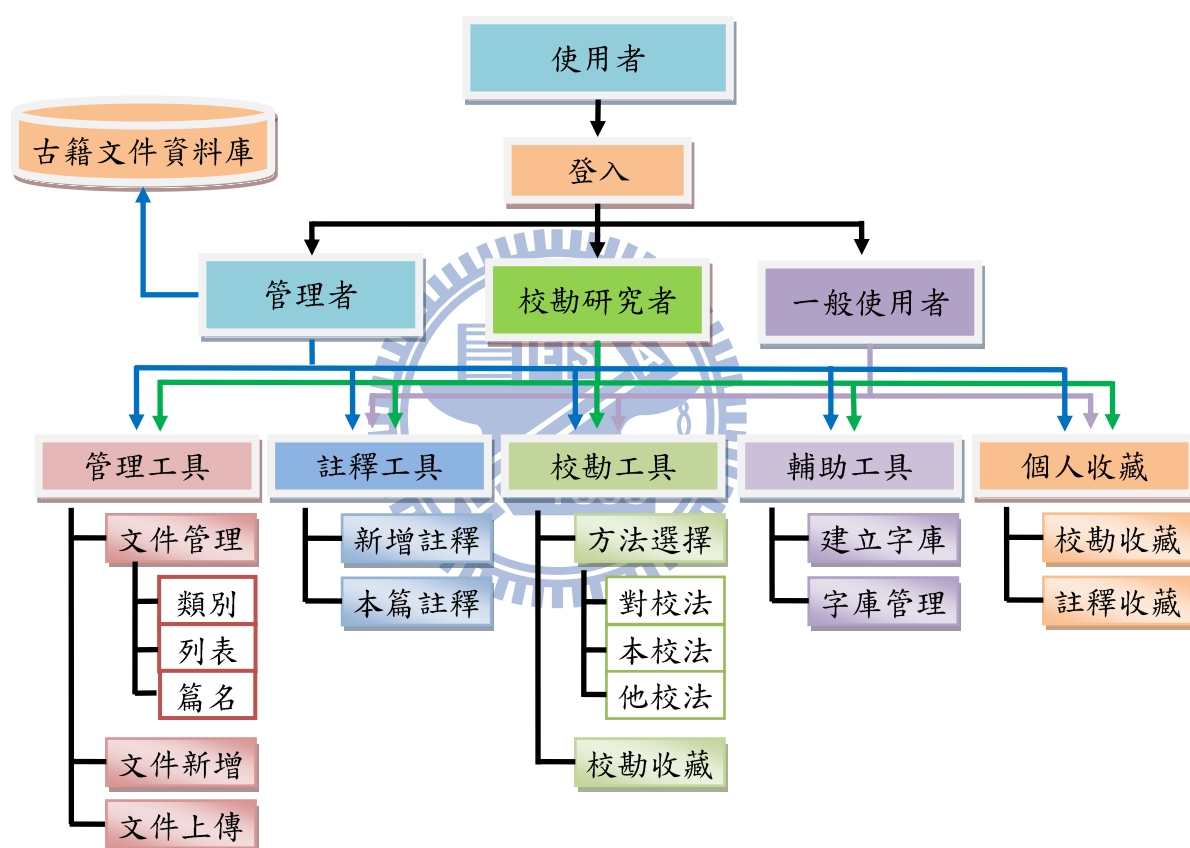 使用者
古籍文件資料庫
登入
管理者
校勘研究者
一般使用者
管理工具
註釋工具
校勘工具
輔助工具
個人收藏
文件管理
類別
列表
篇名
文件新增
文件上傳
新增註釋
本篇註釋
方法選擇
對校法
本校法
他校法
校勘收藏
建立字庫
字庫管理
校勘收藏
註釋收藏